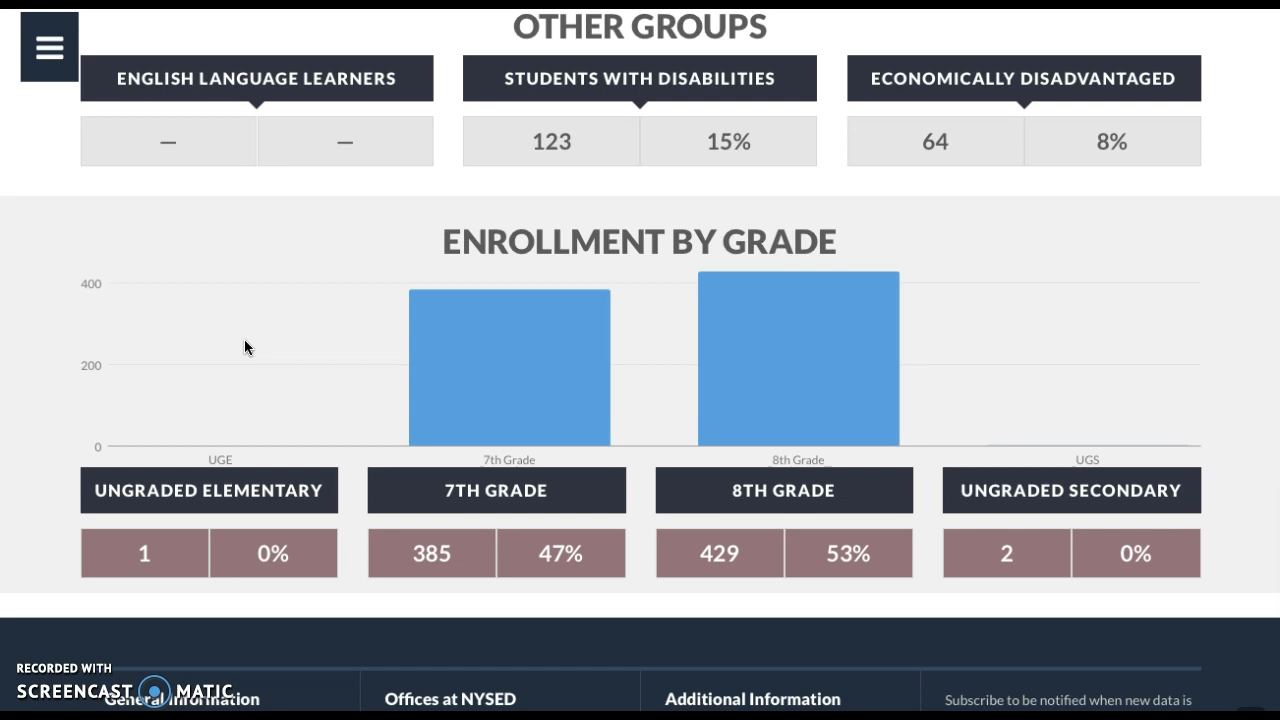 OTHER GROUPS
ENGLISH LANGUAGE LEARNERS STUDENTS WITH DISABILITIES ECONOMICALLY DISADVANTAGED
— — 123 15% 64 8%
ENROLLMENT BY GRADE
400
200
0
UGE 7th Grade 8th Grade UGS
UNGRADED ELEMENTARY 7TH GRADE 8TH GRADE UNGRADED SECONDARY
1 0% 385 47% 429 53% 2 0%
RECORDED WITH
SCREENCAST MATIC
General Information Offices at NYSED Additional Information Subscribe to be notified when new data is